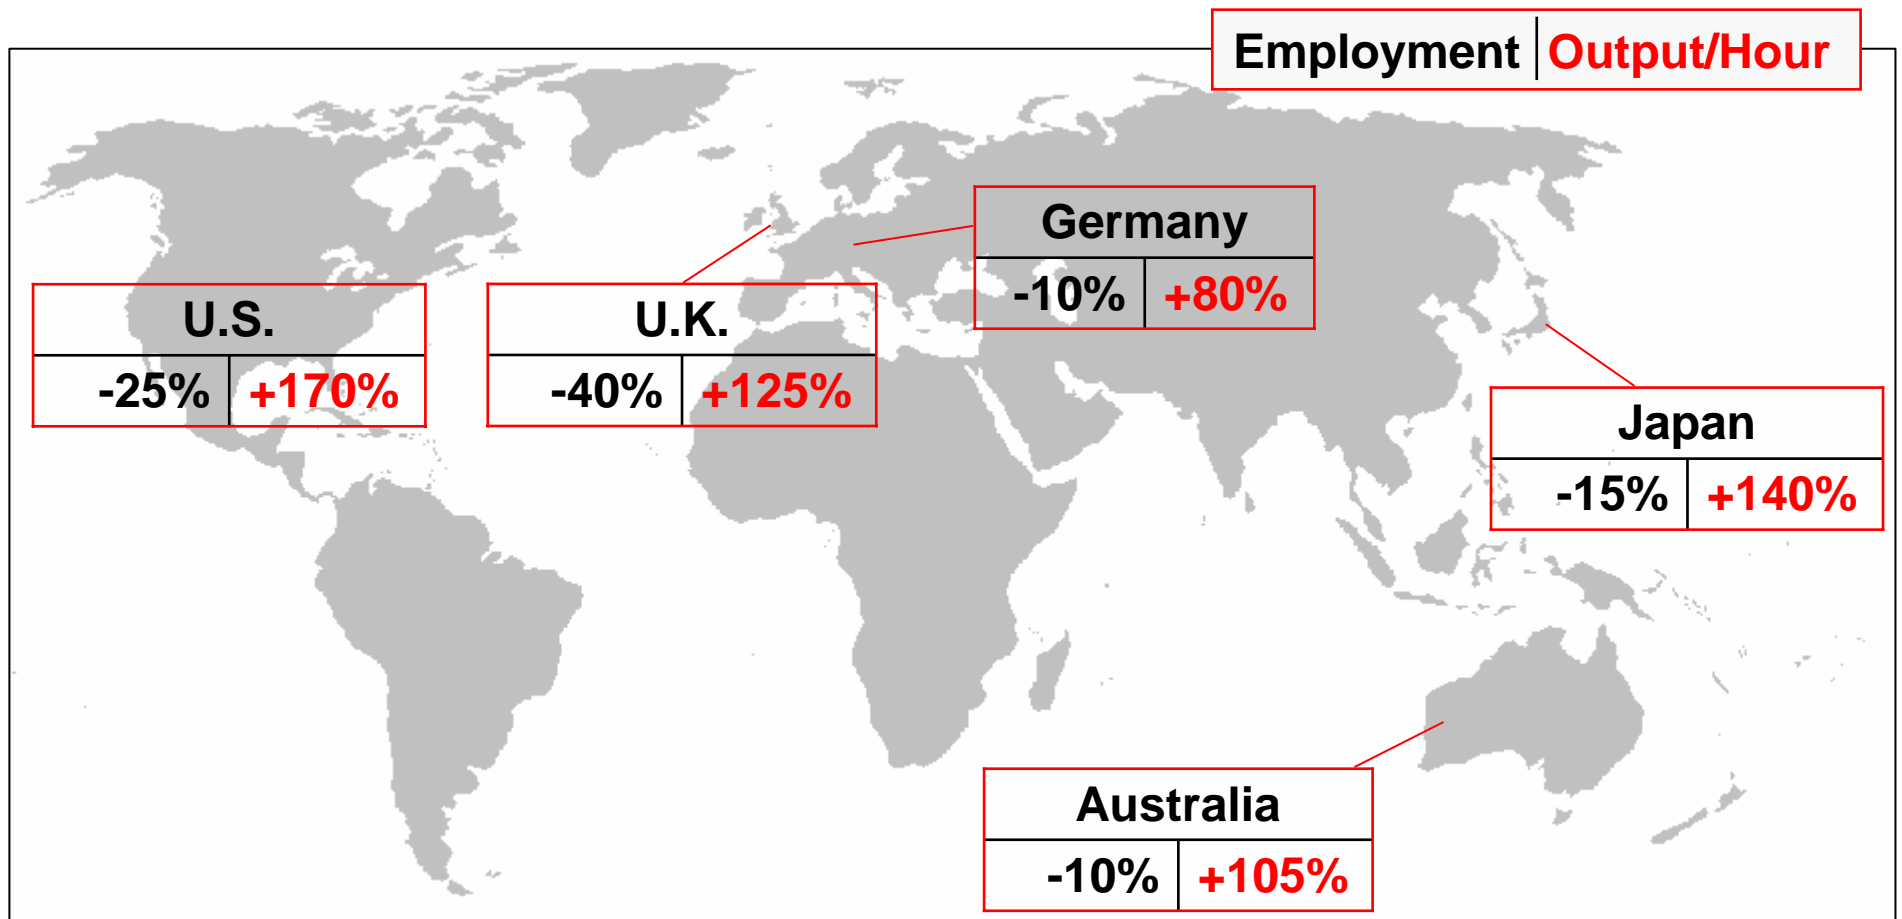 Employment Output/Hour
Germany
-10% +80%
U.S.
-25% +170%
U.K.
-40% +125%
Japan
-15% +140%
Australia
-10% +105%